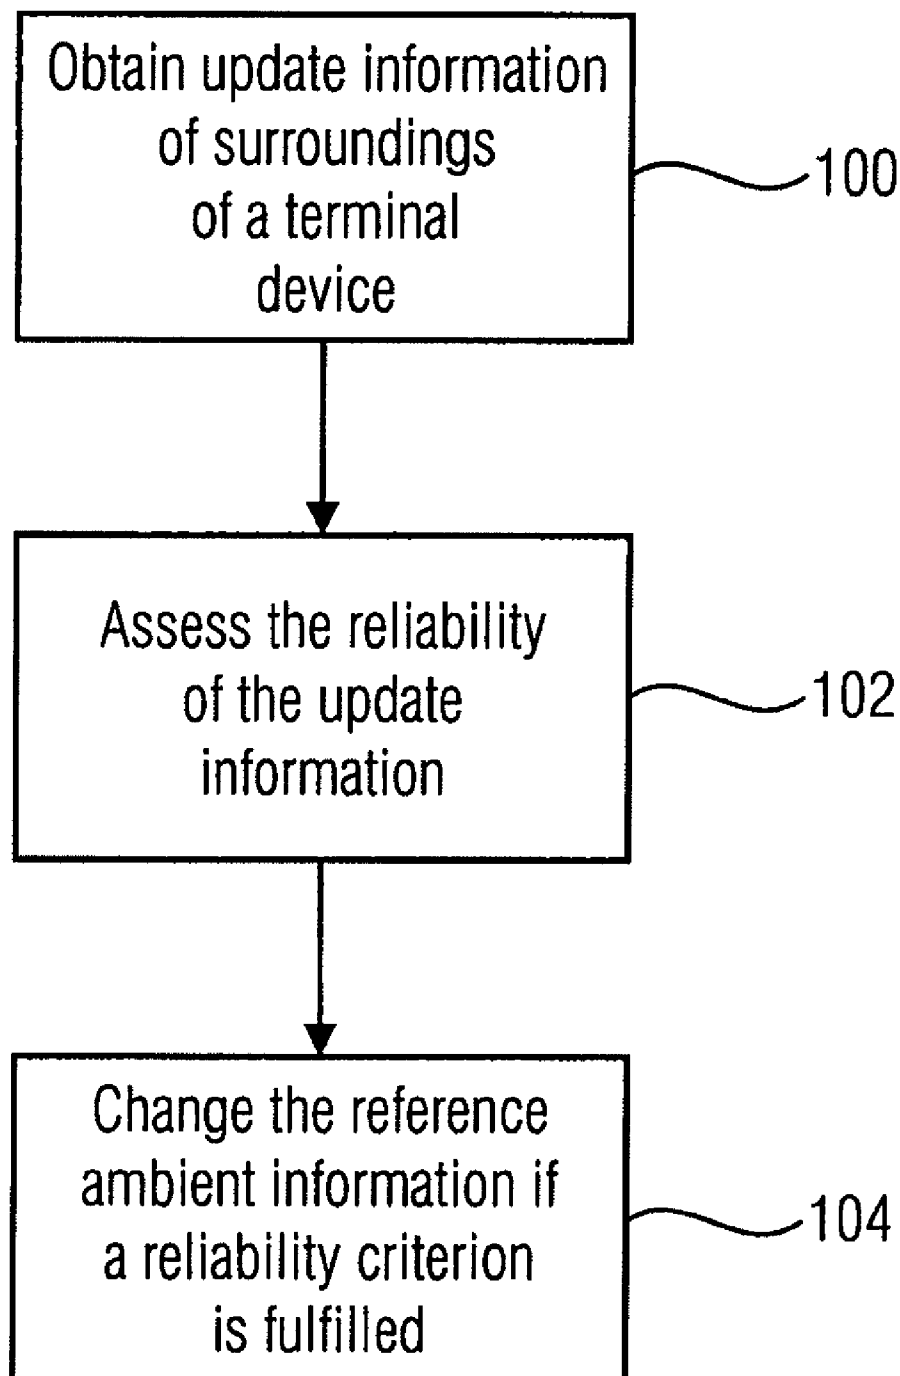 Obtain update information
of surroundings
of a terminal
device
100
Assess the reliability
of the update
information
102
Change the reference
ambient information if
a reliability criterion
is fulfilled
104